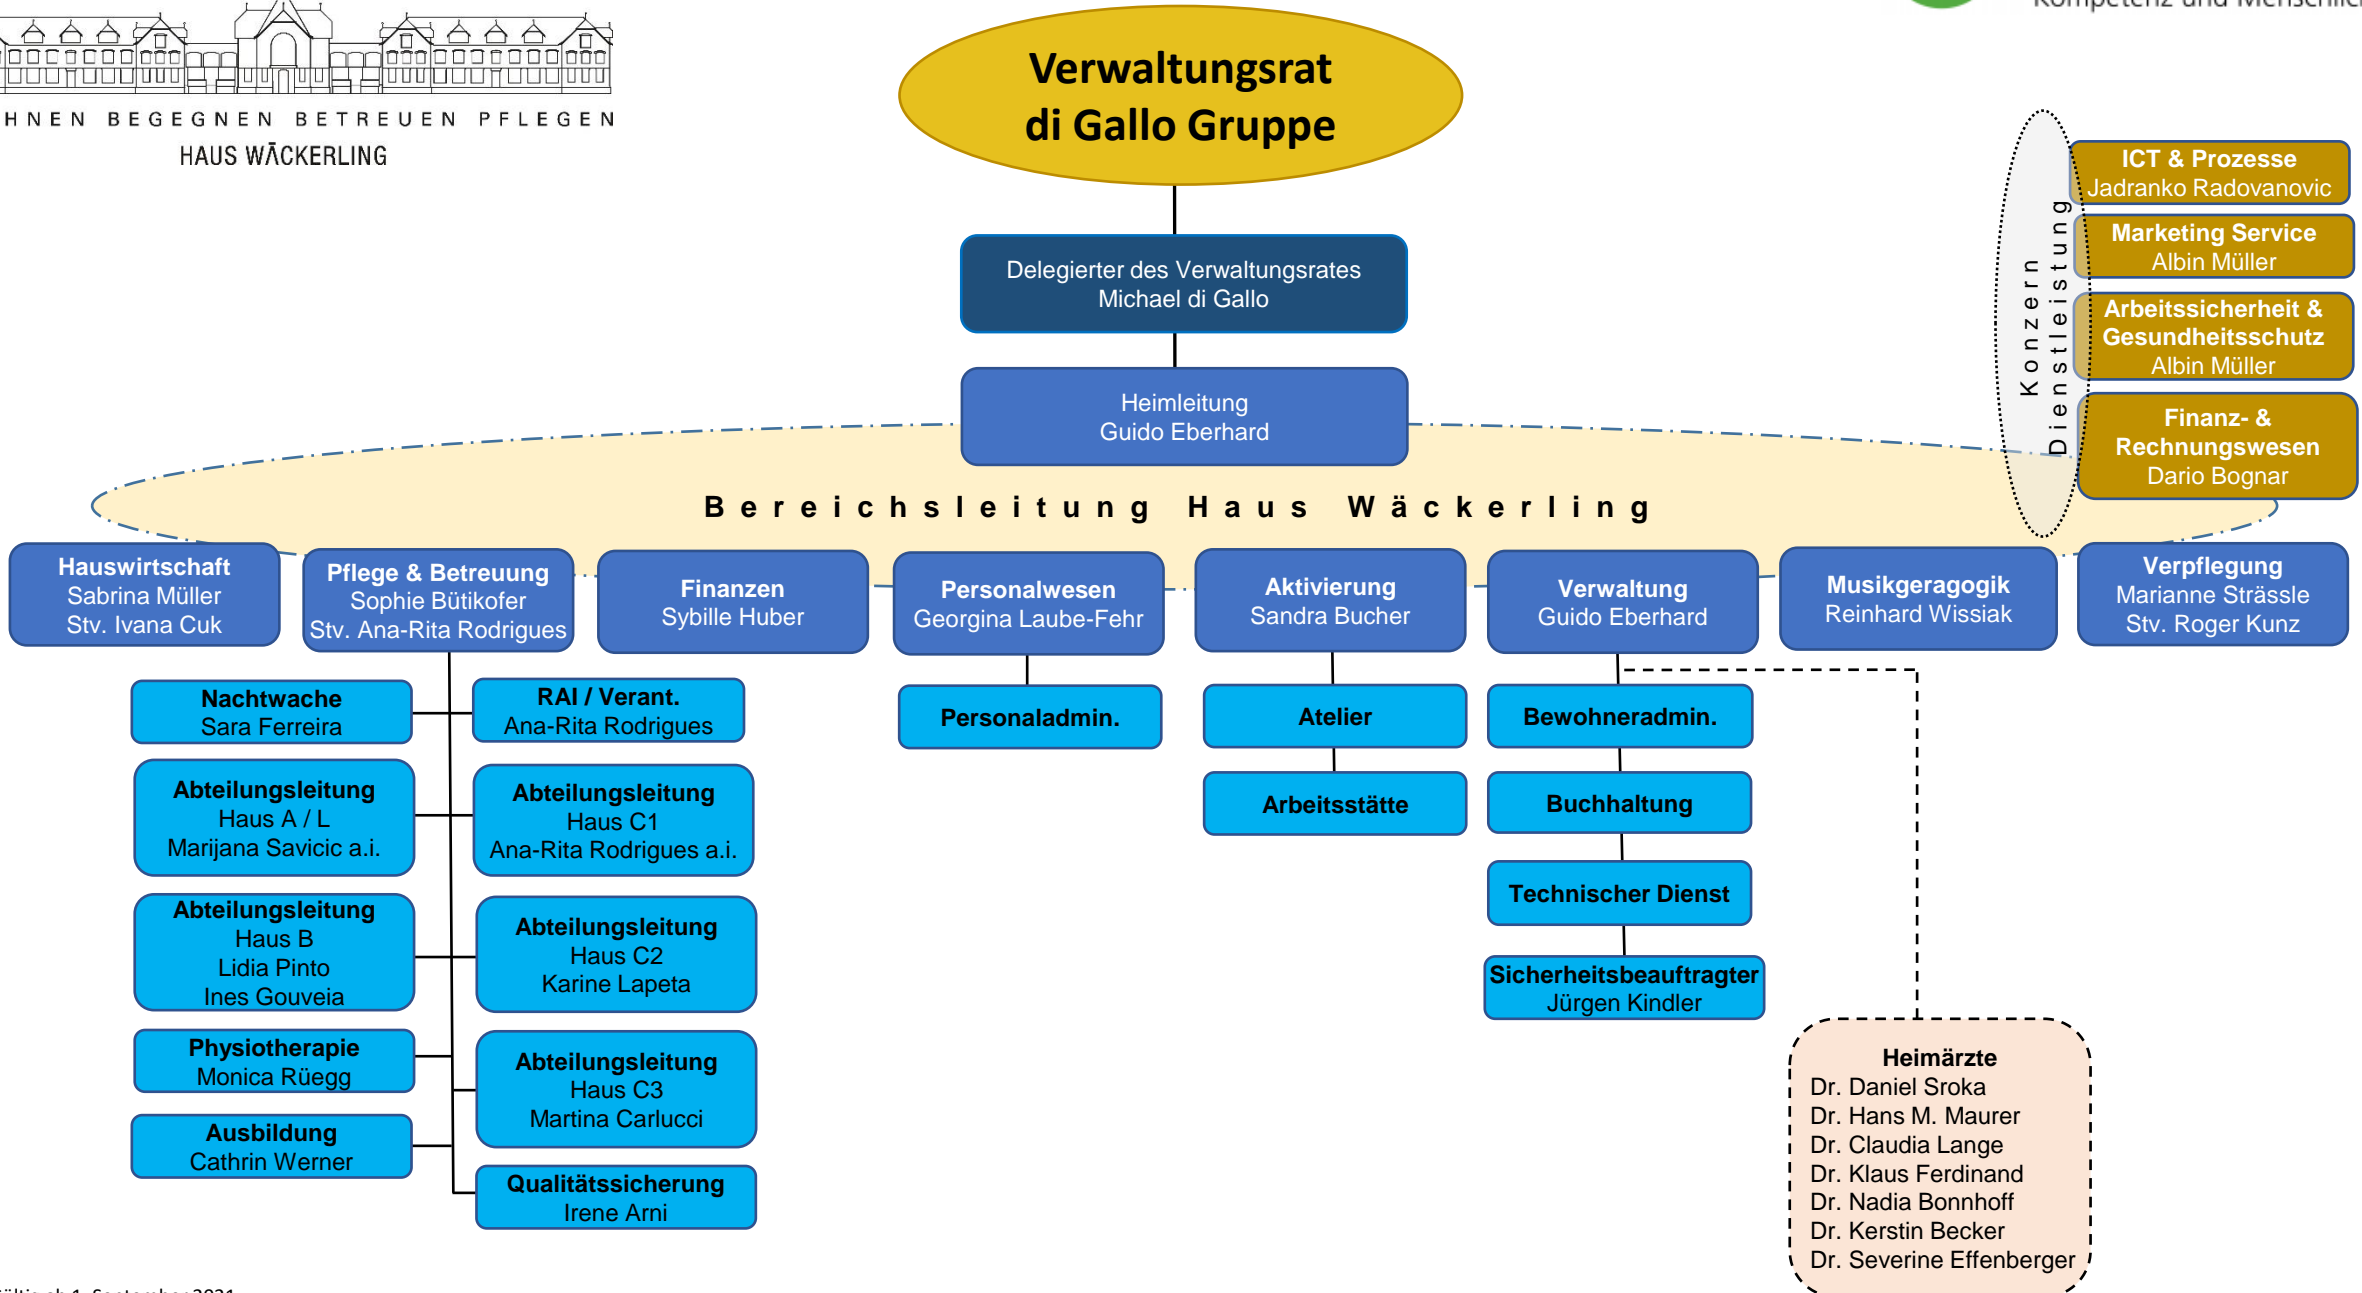 HNEN BEGEGNEN BETREUEN PFLEGEN
HAUS WÄCKERLING
Kompetenz und
Verwaltungsrat
di Gallo Gruppe
Delegierter des Verwaltungsrates
Michael di Gallo
Heimleitung
Guido Eberhard
Konzern
Dienstleistung
ICT & Prozesse
Jadranko Radovanovic
Marketing Service
Albin Müller
Arbeitssicherheit &
Gesundheitsschutz
Albin Müller
Finanz- &
Rechnungswesen
Dario Bognar
Bereichsleitung Haus Wäckerling
Hauswirtschaft
Sabrina Müller
Stv. Ivana Cuk
Pflege & Betreuung
Sophie Bütikofer
Stv. Ana-Rita Rodrigues
Finanzen
Sybille Huber
Personalwesen
Georgina Laube-Fehr
Aktivierung
Sandra Bucher
Verwaltung
Guido Eberhard
Musikgeragogik
Reinhard Wissiak
Verpflegung
Marianne Strässle
Stv. Roger Kunz
Nachtwache
Sara Ferreira
RAI / Verant.
Ana-Rita Rodrigues
Abteilungsleitung
Haus A / L
Marijana Savicic a.i.
Abteilungsleitung
Haus C1
Ana-Rita Rodrigues a.i.
Abteilungsleitung
Haus B
Lidia Pinto
Ines Gouveia
Abteilungsleitung
Haus C2
Karine Lapeta
Physiotherapie
Monica Rüegg
Abteilungsleitung
Haus C3
Martina Carlucci
Ausbildung
Cathrin Werner
Qualitätssicherung
Irene Arni
Personaladmin.
Atelier
Arbeitsstätte
Bewohneradmin.
Buchhaltung
Technischer Dienst
Sicherheitsbeauftragter
Jürgen Kindler
Heimärzte
Dr. Daniel Sroka
Dr. Hans M. Maurer
Dr. Claudia Lange
Dr. Klaus Ferdinand
Dr. Nadia Bonnhoff
Dr. Kerstin Becker
Dr. Severine Effenberger
ab 1. September 2021